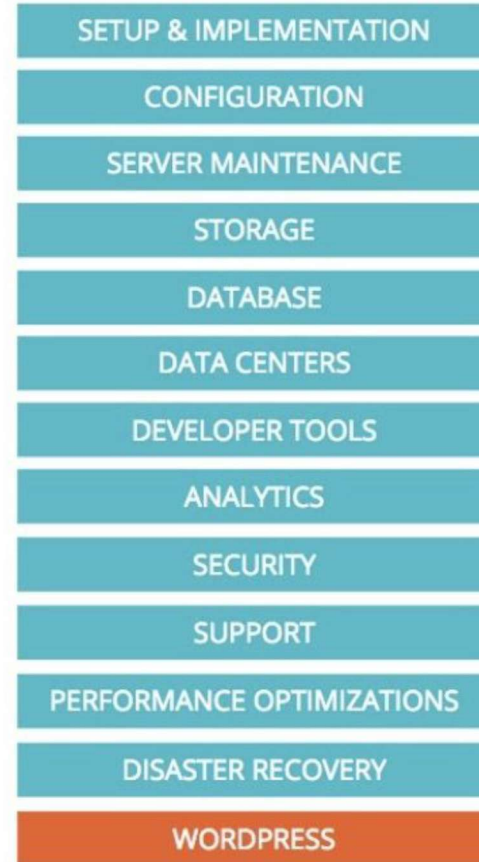 SETUP & IMPLEMENTATION
CONFIGURATION
SERVER MAINTENANCE
STORAGE
DATABASE
DATA CENTERS
DEVELOPER TOOLS
ANALYTICS
SECURITY
SUPPORT
PERFORMANCE OPTIMIZATIONS
DISASTER RECOVERY
WORDPRESS